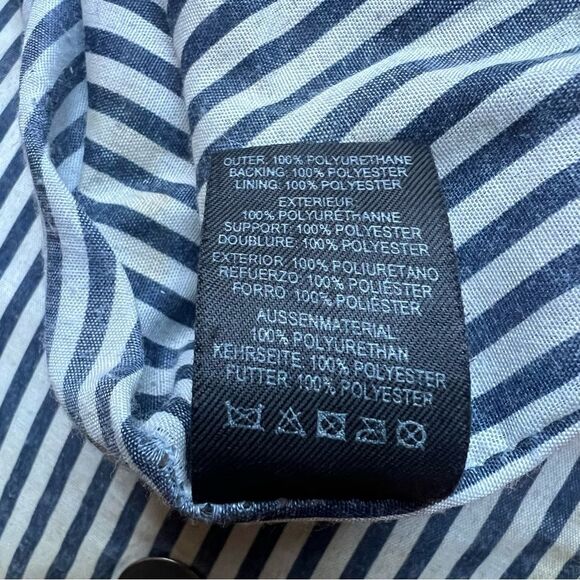 OUTER: 100% POLYURETHANE
BACKING: 100% POLYESTER
LINING: 100% POLYESTER
EXTERIEUR
100% POLYURÉTHANNE
SUPPORT: 100% POLYESTER
DOUBLURE: 100% POLYESTER
EXTERIOR: 100% POLIURETANO
REFUERZO: 100% POLIÉSTER
FORRO: 100% POLIÉSTER
AUSSENMATERIAL
100% POLYURETHAN
KEHRSEITE: 100% POLYESTER
FUTTER: 100% POLYESTER